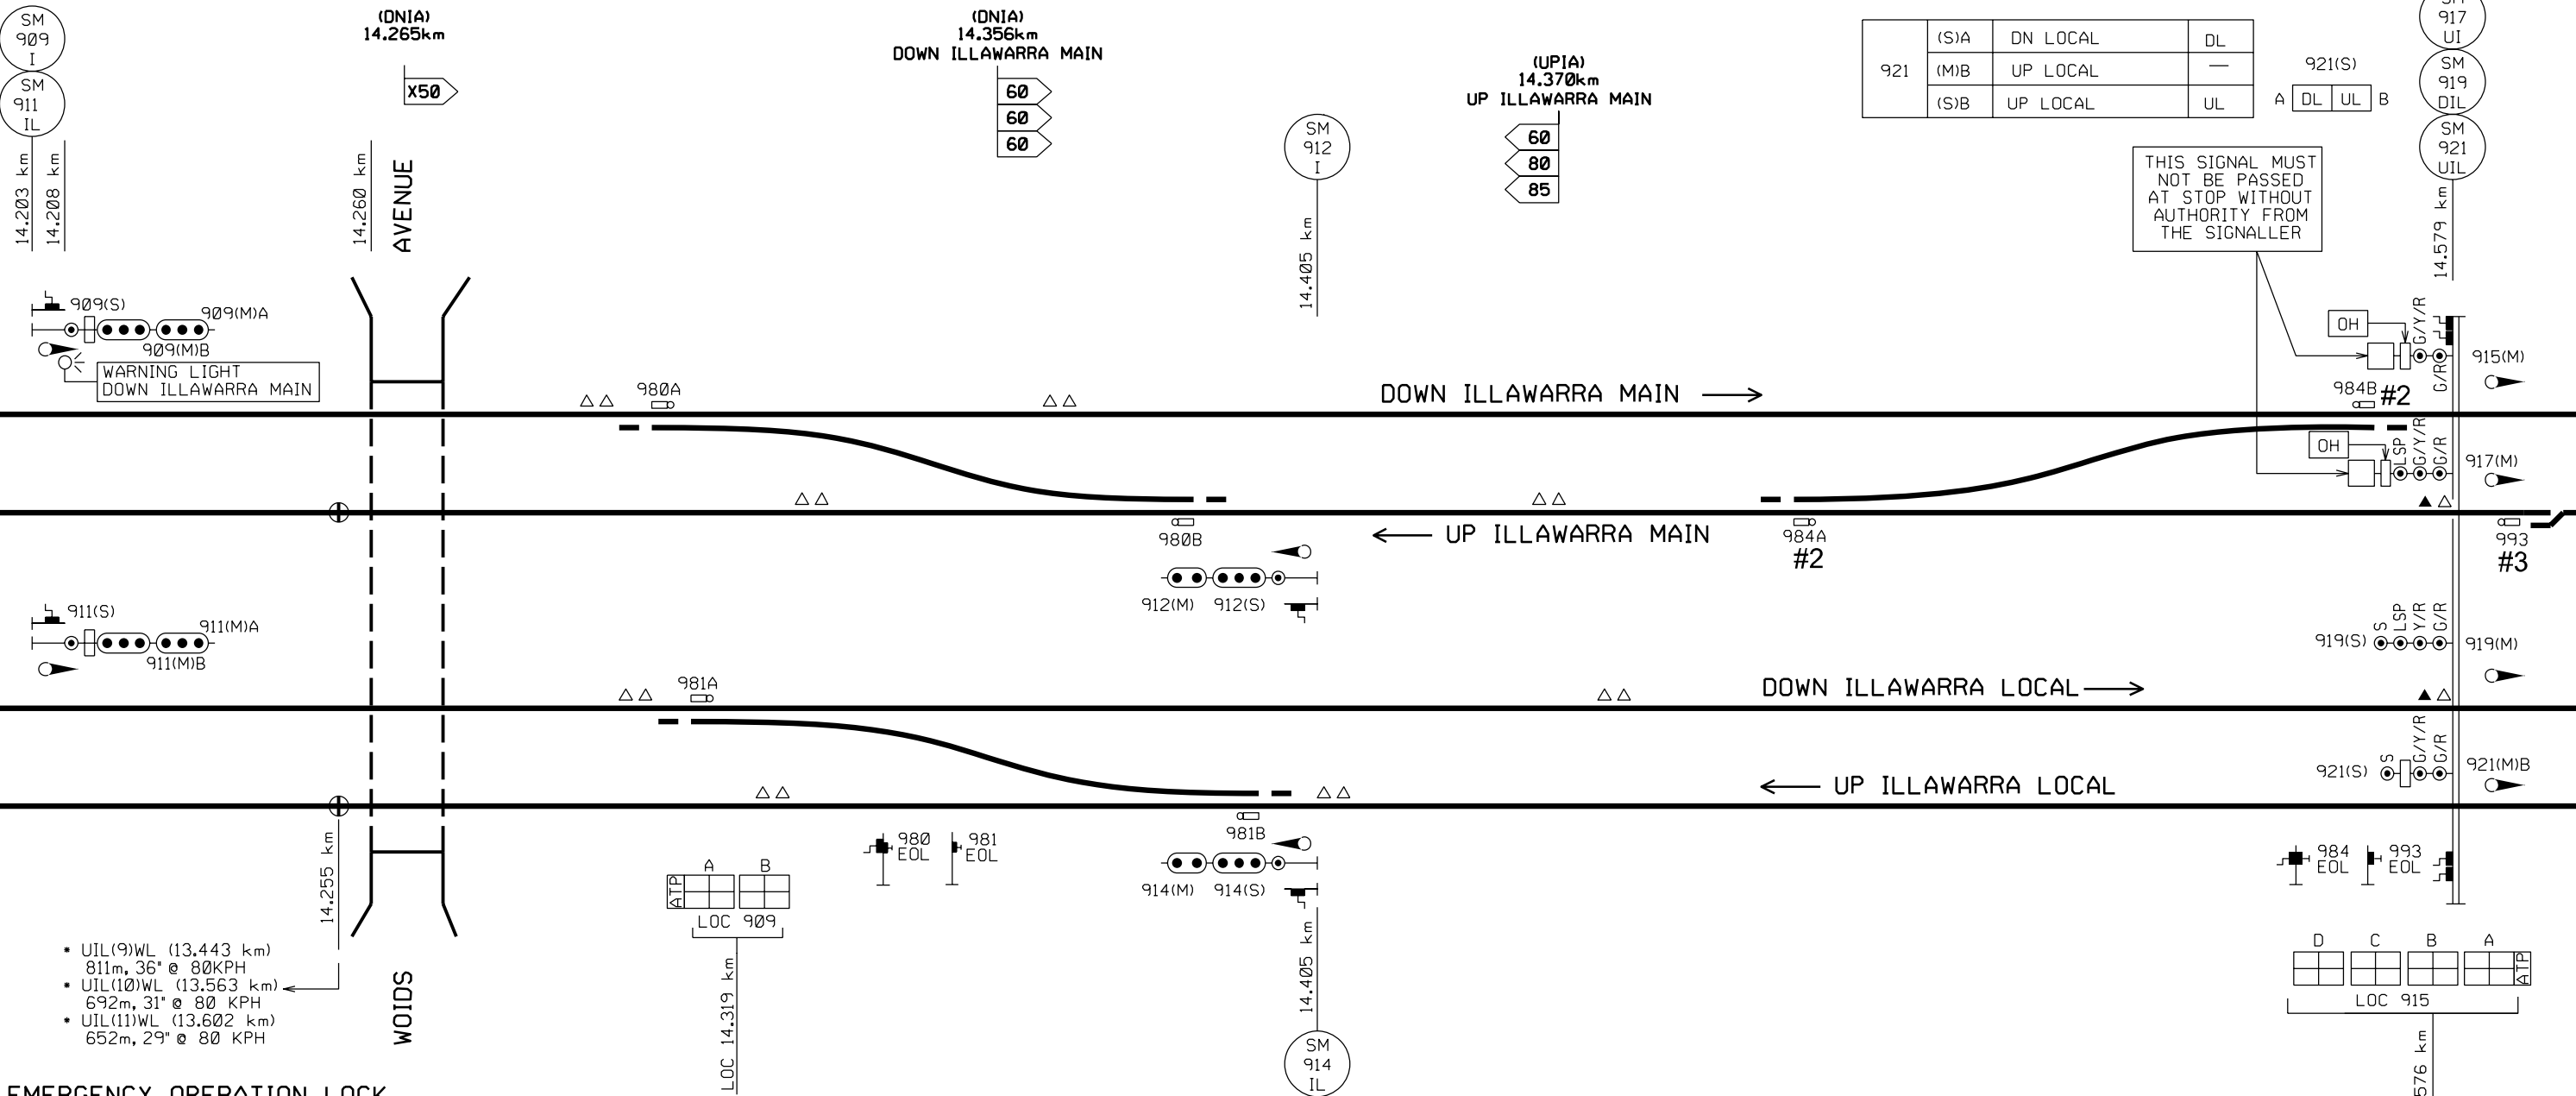 SM
909
I
SM
911
IL
14.203 km
14.208 km
(DNIA)
14.265km
X50
14.260 km
AVENUE
(DNIA)
14.356km
DOWN ILLAWARRA MAIN
60
60
60
SM
912
I
14.405 km
(UPIA)
14.370km
UP ILLAWARRA MAIN
60
80
85
921
(S)A DN LOCAL DL
(M)B UP LOCAL —
(S)B UP LOCAL UL
921(S)
A DL UL B
SM
917
UI
SM
919
DIL
SM
921
UIL
14.579 km
THIS SIGNAL MUST
NOT BE PASSED
AT STOP WITHOUT
AUTHORITY FROM
THE SIGNALLER
909(S)
909(M)A
909(M)B
WARNING LIGHT
DOWN ILLAWARRA MAIN
980A
DOWN ILLAWARRA MAIN
OH
G/Y/R
G/R
915(M)
984B #2
OH
LSP
G/Y/R
G/R
917(M)
980B
UP ILLAWARRA MAIN
984A
#2
993
#3
912(M) 912(S)
911(S)
911(M)A
911(M)B
919(S)
S
LSP
Y/R
G/R
919(M)
981A
DOWN ILLAWARRA LOCAL
921(S)
S
G/Y/R
G/R
921(M)B
UP ILLAWARRA LOCAL
981B
980
EOL
981
EOL
914(M) 914(S)
984
EOL
993
EOL
14.255 km
A B
ATP
LOC 909
LOC 14.319 km
14.405 km
SM
914
IL
D C B A
ATP
LOC 915
576 km
* UIL(9)WL (13.443 km)
811m, 36" @ 80KPH
* UIL(10)WL (13.563 km)
692m, 31" @ 80 KPH
* UIL(11)WL (13.602 km)
652m, 29" @ 80 KPH
WOIDS
EMERGENCY OPERATION LOCK